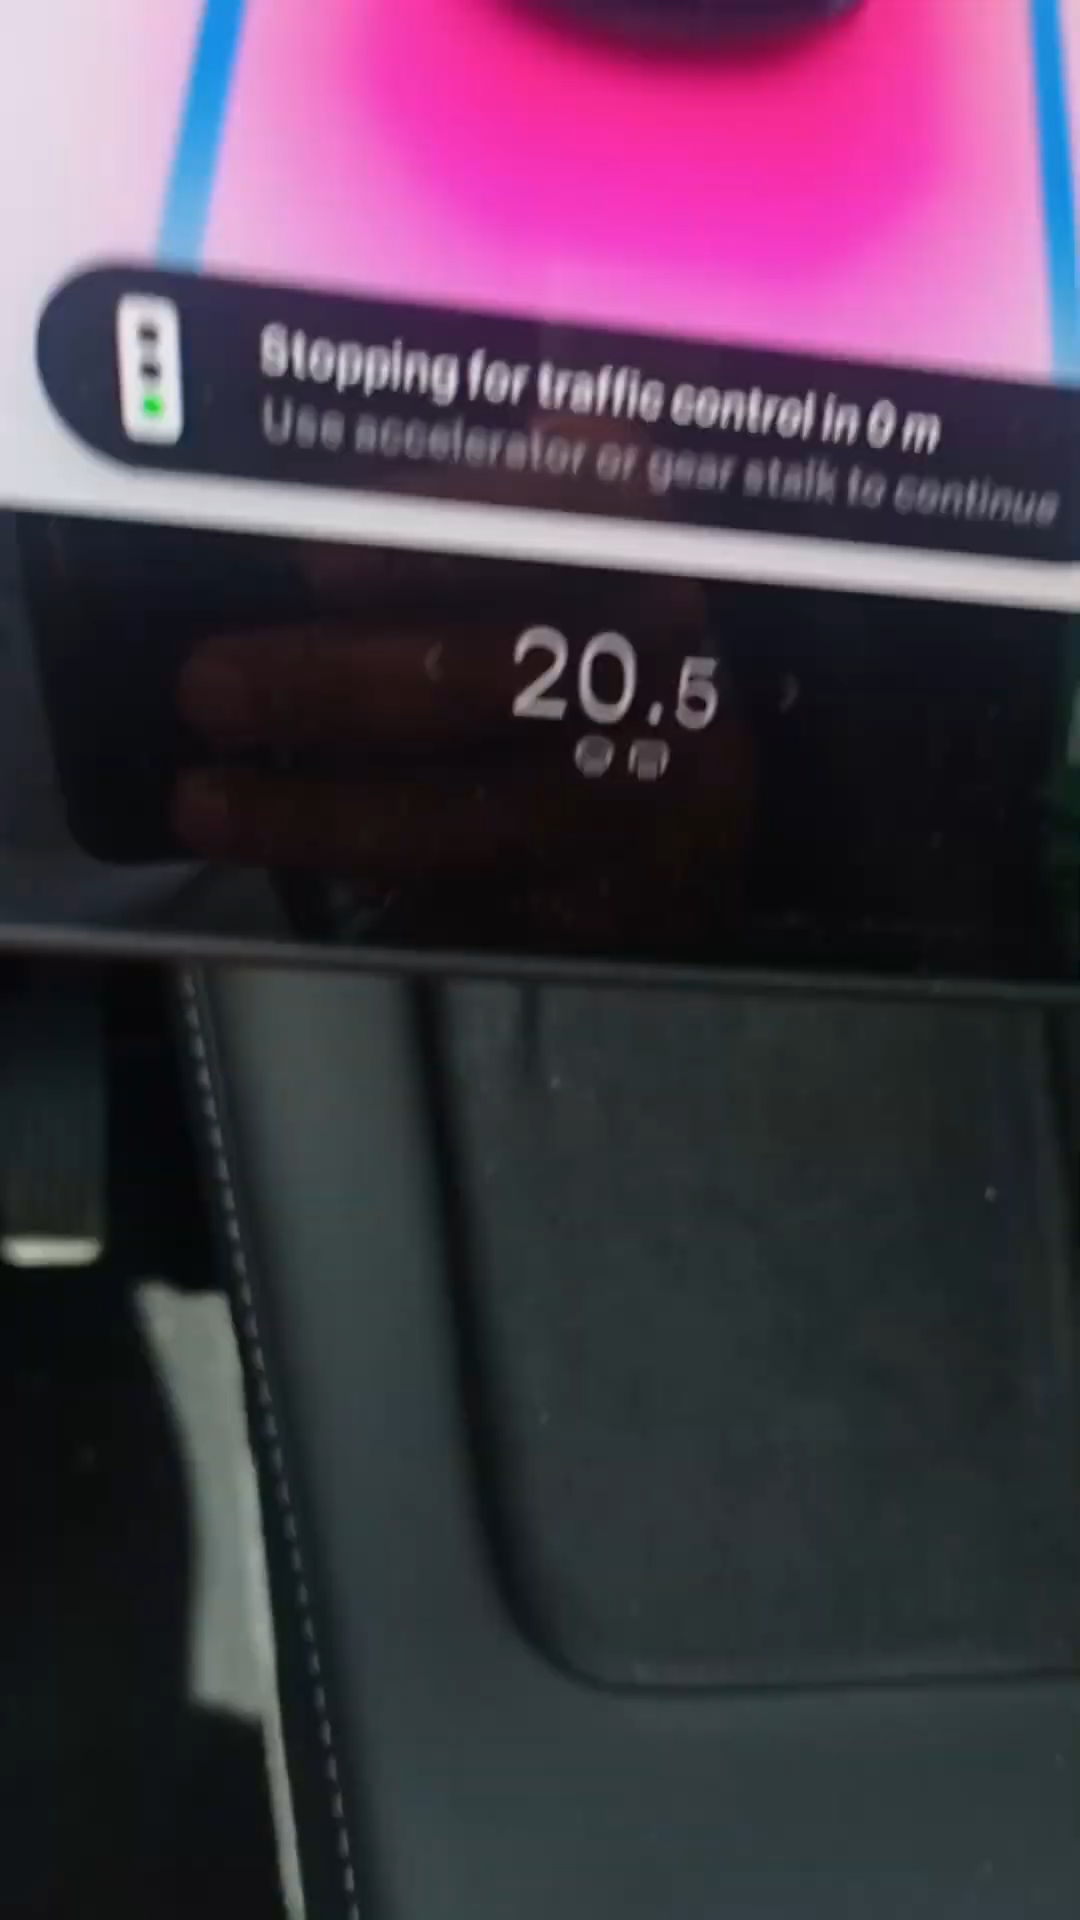 Stopping for traffic control in 0 m
Use accelerator or gear stalk to continue
20.5